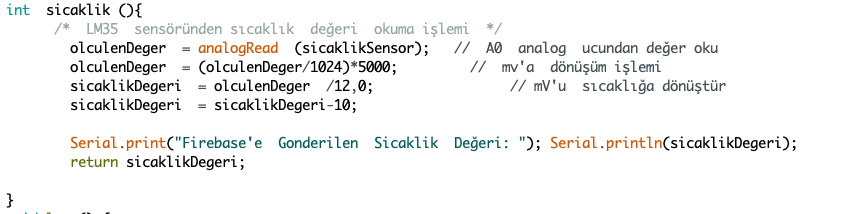 int sicaklik (){
/* LM35 sensöründen sıcaklık değeri okuma işlemi */
olculenDeger = analogRead (sicaklikSensor); // A0 analog ucundan değer oku
olculenDeger = (olculenDeger/1024)*5000; // mv'a dönüşüm işlemi
sicaklikDegeri = olculenDeger /12,0; // mV'u sıcaklığa dönüştür
sicaklikDegeri = sicaklikDegeri-10;
Serial.print("Firebase'e Gonderilen Sicaklik Değeri: "); Serial.println(sicaklikDegeri);
return sicaklikDegeri;
}